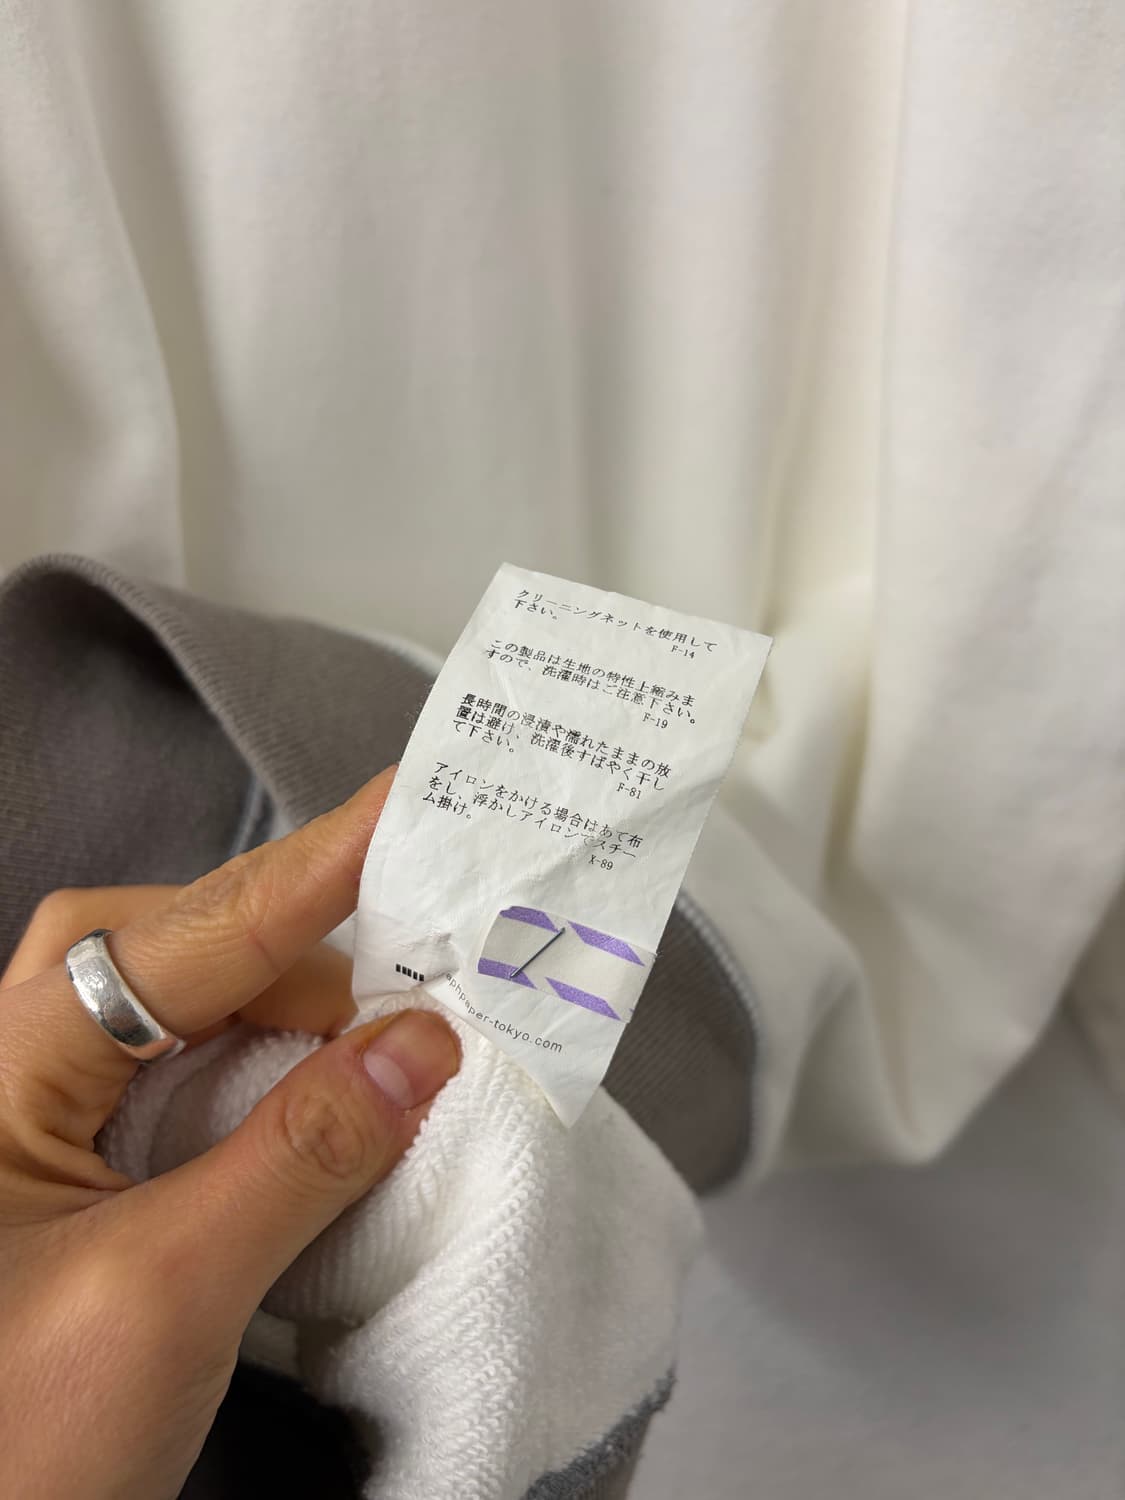 クリーニングネットを使用して
下さい。
F-14
この製品は生地の特性上縮みま
すので、洗濯時はご注意下さい。
F-19
長時間の浸漬や濡れたままの放
置は避け、洗濯後すばやく干し
て下さい。
F-81
アイロンをかける場合はあて布
をし、浮かしアイロンでスチー
ム掛け。
X-89
ephpaper-tokyo.com